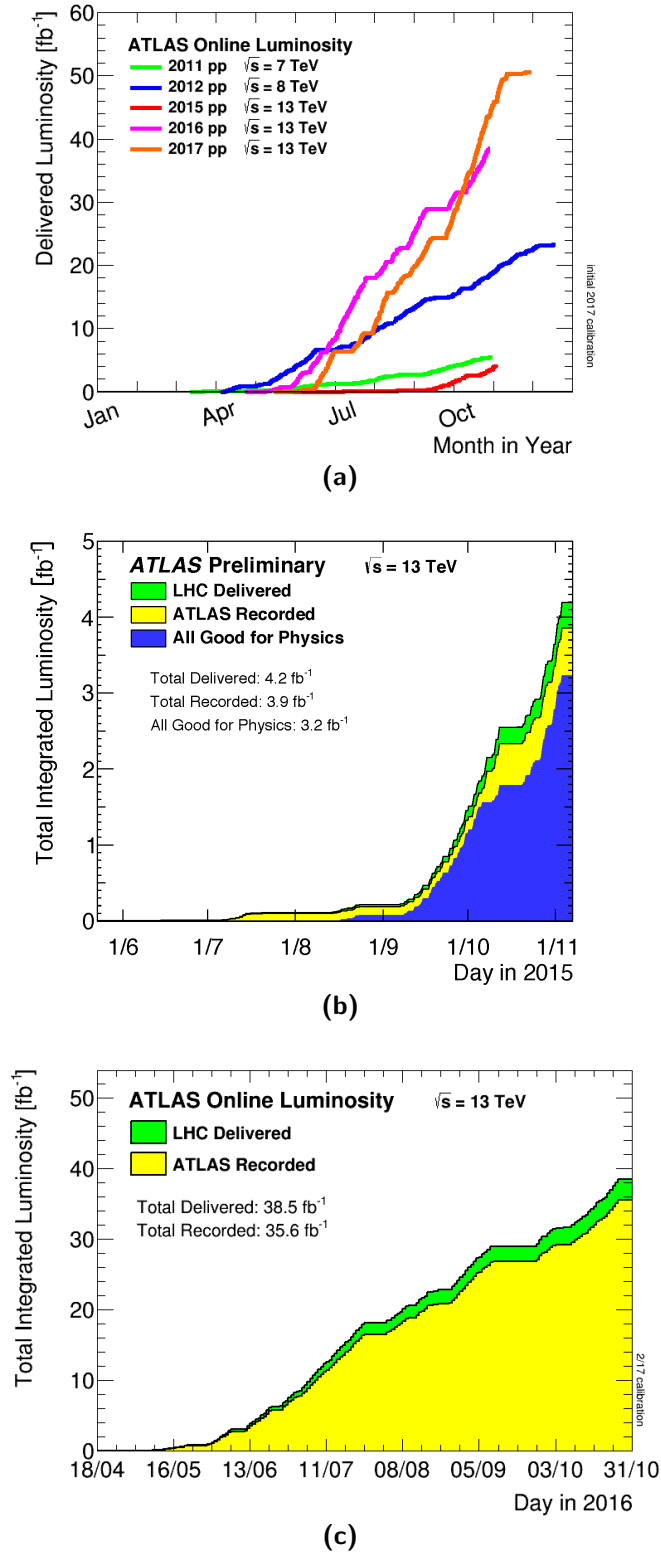 Delivered Luminosity [fb⁻¹]
60
50
40
30
20
10
0
ATLAS Online Luminosity
2011 pp √s = 7 TeV
2012 pp √s = 8 TeV
2015 pp √s = 13 TeV
2016 pp √s = 13 TeV
2017 pp √s = 13 TeV
initial 2017 calibration
Jan Apr Jul Oct
Month in Year
(a)
Total Integrated Luminosity [fb⁻¹]
5
4
3
2
1
0
ATLAS Preliminary √s = 13 TeV
LHC Delivered
ATLAS Recorded
All Good for Physics
Total Delivered: 4.2 fb⁻¹
Total Recorded: 3.9 fb⁻¹
All Good for Physics: 3.2 fb⁻¹
1/6 1/7 1/8 1/9 1/10 1/11
Day in 2015
(b)
Total Integrated Luminosity [fb⁻¹]
50
40
30
20
10
0
ATLAS Online Luminosity √s = 13 TeV
LHC Delivered
ATLAS Recorded
Total Delivered: 38.5 fb⁻¹
Total Recorded: 35.6 fb⁻¹
2/17 calibration
18/04 16/05 13/06 11/07 08/08 05/09 03/10 31/10
Day in 2016
(c)